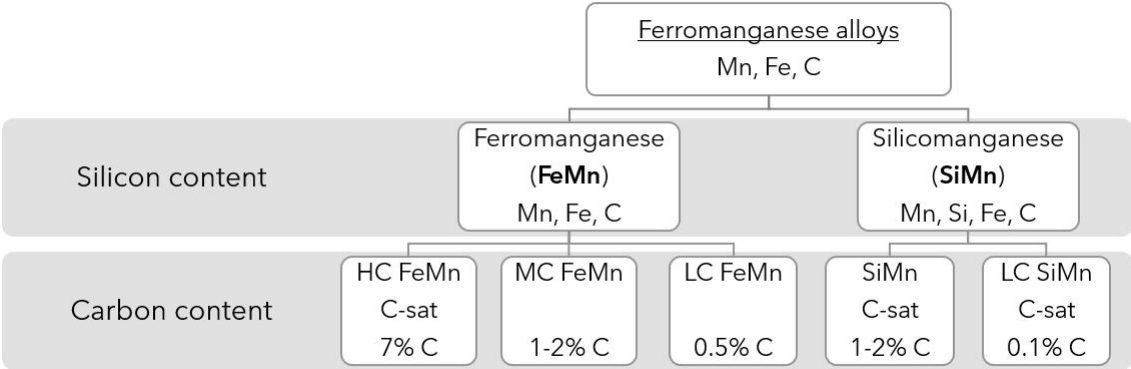 Ferromanganese alloys
Mn, Fe, C
Silicon content
Ferromanganese
(FeMn)
Mn, Fe, C
Silicomanganese
(SiMn)
Mn, Si, Fe, C
Carbon content
HC FeMn
C-sat
7% C
MC FeMn
1-2% C
LC FeMn
0.5% C
SiMn
C-sat
1-2% C
LC SiMn
C-sat
0.1% C